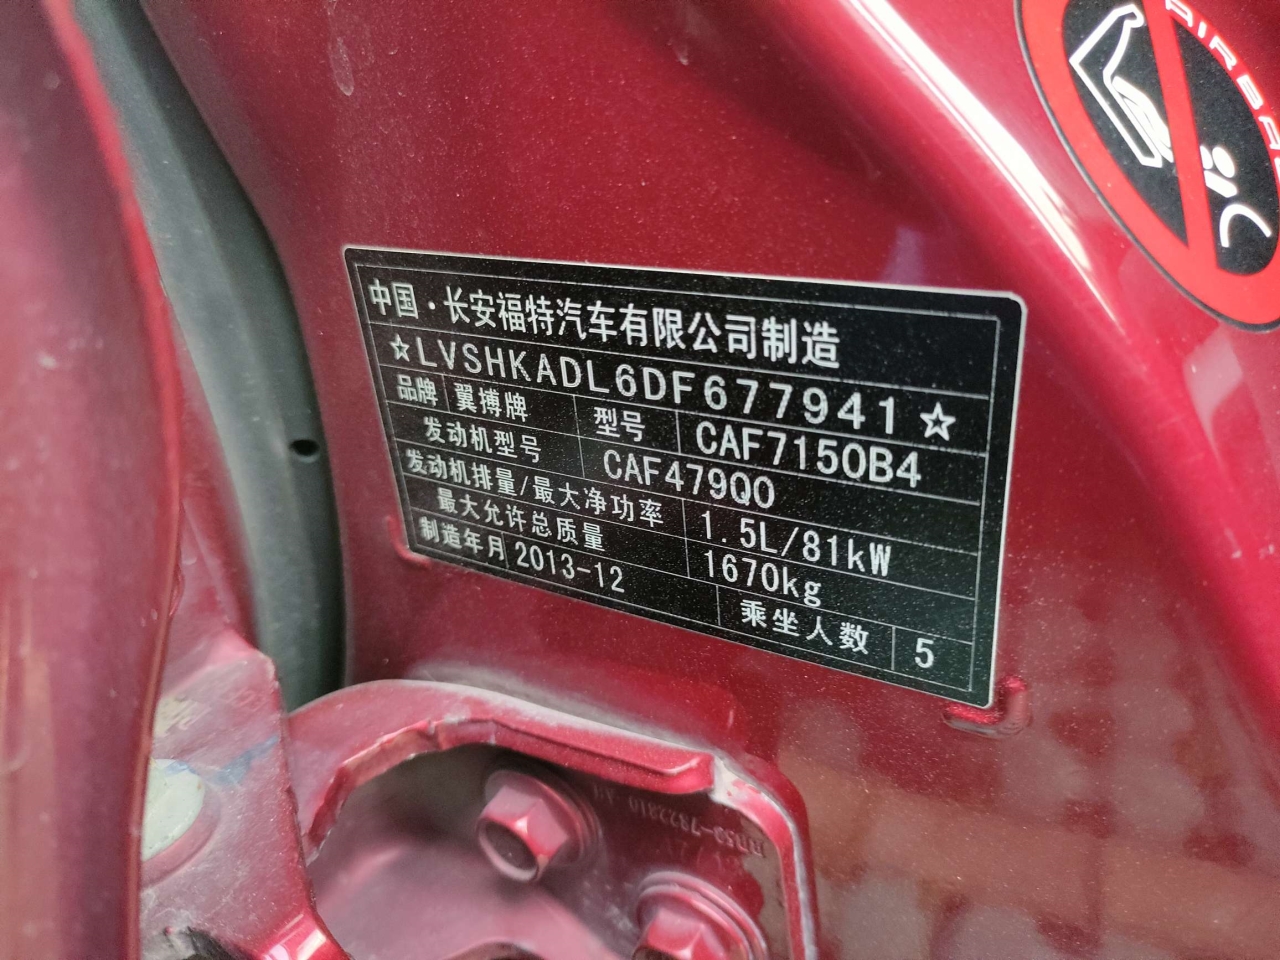 AIRBA
中国·长安福特汽车有限公司制造
☆LVSHKADL6DF677941☆
品牌 翼搏牌 型号 CAF7150B4
发动机型号 CAF479Q0
发动机排量/最大净功率 1.5L/81kW
最大允许总质量 1670kg
制造年月 2013-12 乘坐人数 5